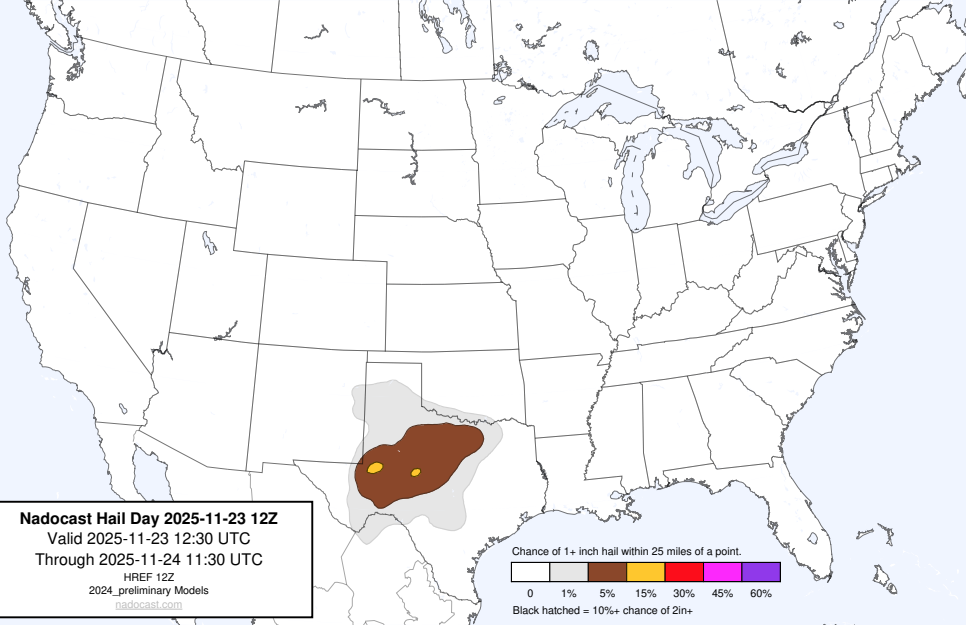 Nadocast Hail Day 2025-11-23 12Z
Valid 2025-11-23 12:30 UTC
Through 2025-11-24 11:30 UTC
HREF 12Z
2024_preliminary Models
nadocast.com
Chance of 1+ inch hail within 25 miles of a point.
0 1% 5% 15% 30% 45% 60%
Black hatched = 10%+ chance of 2in+